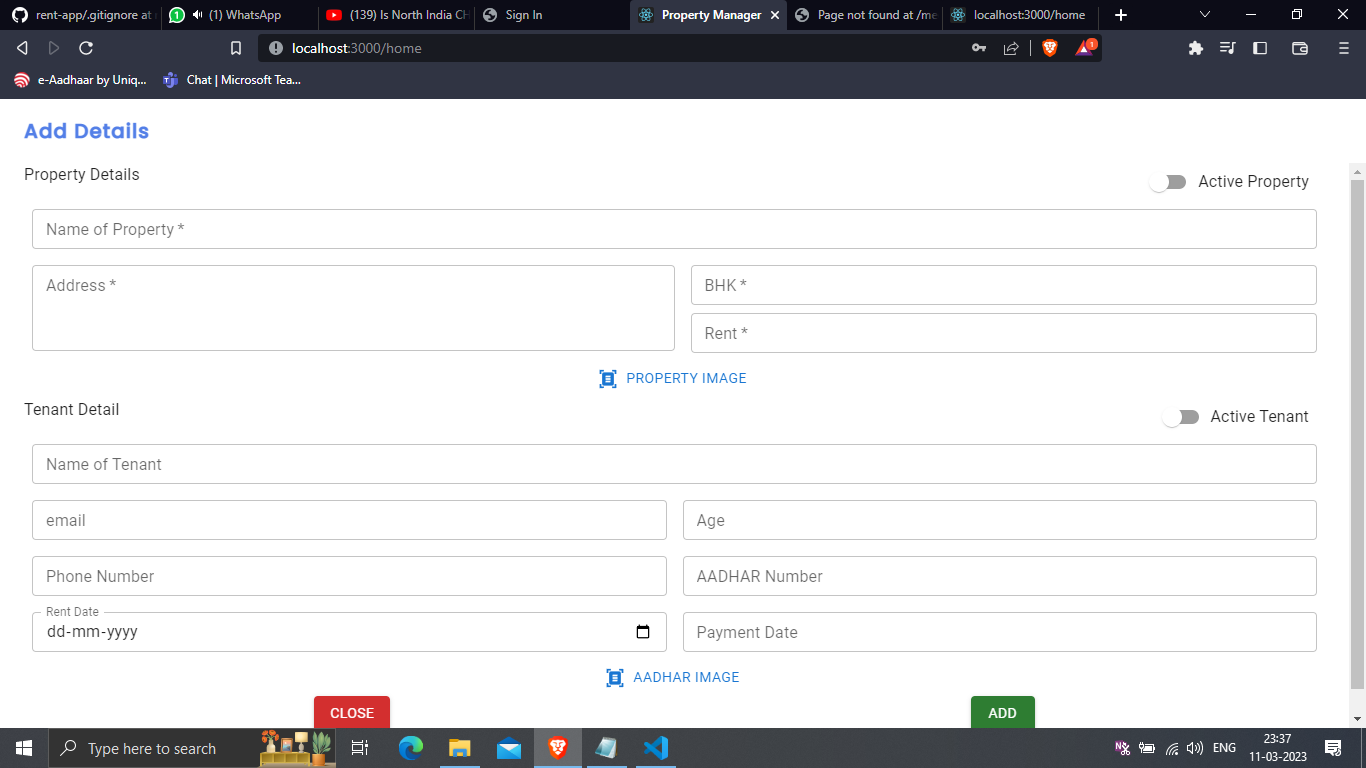 rent-app/.gitignore at
(1) WhatsApp
(139) Is North India CH
Sign In
Property Manager
Page not found at /me
localhost:3000/home
localhost:3000/home
1
e-Aadhaar by Uniq...
Chat | Microsoft Tea...
Add Details
Property Details
Active Property
Name of Property *
Address *
BHK *
Rent *
PROPERTY IMAGE
Tenant Detail
Active Tenant
Name of Tenant
email
Age
Phone Number
AADHAR Number
Rent Date
dd-mm-yyyy
Payment Date
AADHAR IMAGE
CLOSE
ADD
Type here to search
ENG
23:37
11-03-2023